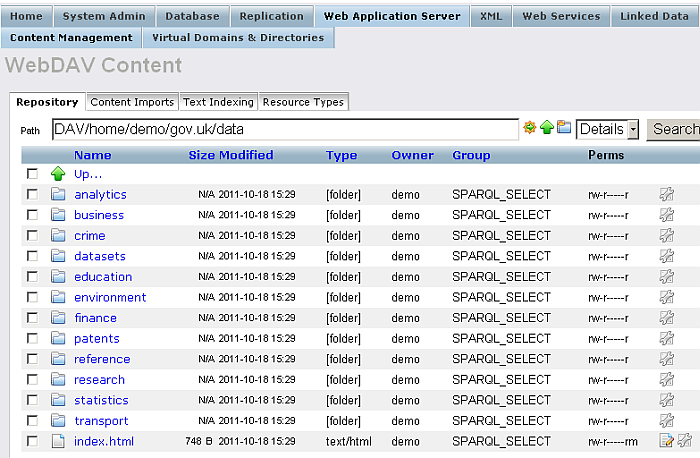 Home System Admin Database Replication Web Application Server XML Web Services Linked Data
Content Management Virtual Domains & Directories
WebDAV Content
Repository Content Imports Text Indexing Resource Types
Path DAV/home/demo/gov.uk/data Details Search
Name Size Modified Type Owner Group Perms
Up...
analytics N/A 2011-10-18 15:29 [folder] demo SPARQL_SELECT rw-r-----r
business N/A 2011-10-18 15:29 [folder] demo SPARQL_SELECT rw-r-----r
crime N/A 2011-10-18 15:29 [folder] demo SPARQL_SELECT rw-r-----r
datasets N/A 2011-10-18 15:29 [folder] demo SPARQL_SELECT rw-r-----r
education N/A 2011-10-18 15:29 [folder] demo SPARQL_SELECT rw-r-----r
environment N/A 2011-10-18 15:29 [folder] demo SPARQL_SELECT rw-r-----r
finance N/A 2011-10-18 15:29 [folder] demo SPARQL_SELECT rw-r-----r
patents N/A 2011-10-18 15:29 [folder] demo SPARQL_SELECT rw-r-----r
reference N/A 2011-10-18 15:29 [folder] demo SPARQL_SELECT rw-r-----r
research N/A 2011-10-18 15:29 [folder] demo SPARQL_SELECT rw-r-----r
statistics N/A 2011-10-18 15:29 [folder] demo SPARQL_SELECT rw-r-----r
transport N/A 2011-10-18 15:29 [folder] demo SPARQL_SELECT rw-r-----r
index.html 748 B 2011-10-18 15:29 text/html demo SPARQL_SELECT rw-r-----rm